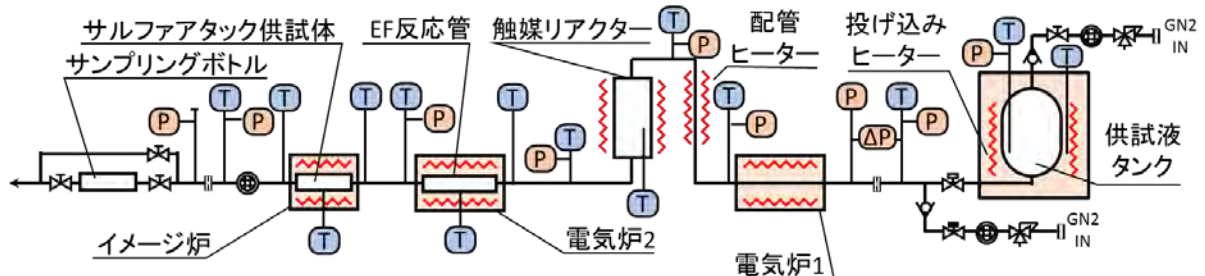 サルファアタック供試体
サンプリングボトル
EF反応管
触媒リアクター
配管
ヒーター
投げ込み
ヒーター
GN2
IN
T
P
T
T
P
T
T
P
T
T
P
T
P
T
T
P
T
P
ΔP
T
P
T
T
供試液
タンク
T
T
イメージ炉
電気炉2
電気炉1
GN2
IN